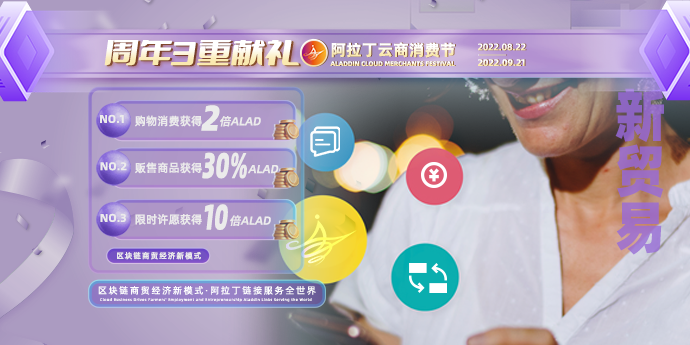 周年3重献礼
阿拉丁云商消费节
ALADDIN CLOUD MERCHANTS FESTIVAL
2022.08.22
2022.09.21
NO.1 购物消费获得2倍ALAD
NO.2 贩售商品获得30%ALAD
NO.3 限时许愿获得10倍ALAD
区块链商贸经济新模式
区块链商贸经济新模式·阿拉丁链接服务全世界
Cloud Business Drives Farmers' Employment and Entrepreneurship Aladdin Links Serving the World
新贸易